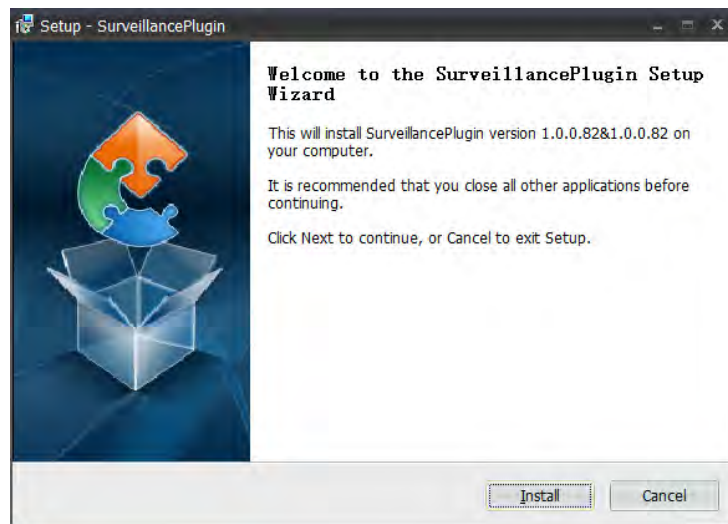 Setup - SurveillancePlugin
Welcome to the SurveillancePlugin Setup
Wizard
This will install SurveillancePlugin version 1.0.0.82&1.0.0.82 on
your computer.
It is recommended that you close all other applications before
continuing.
Click Next to continue, or Cancel to exit Setup.
Install
Cancel